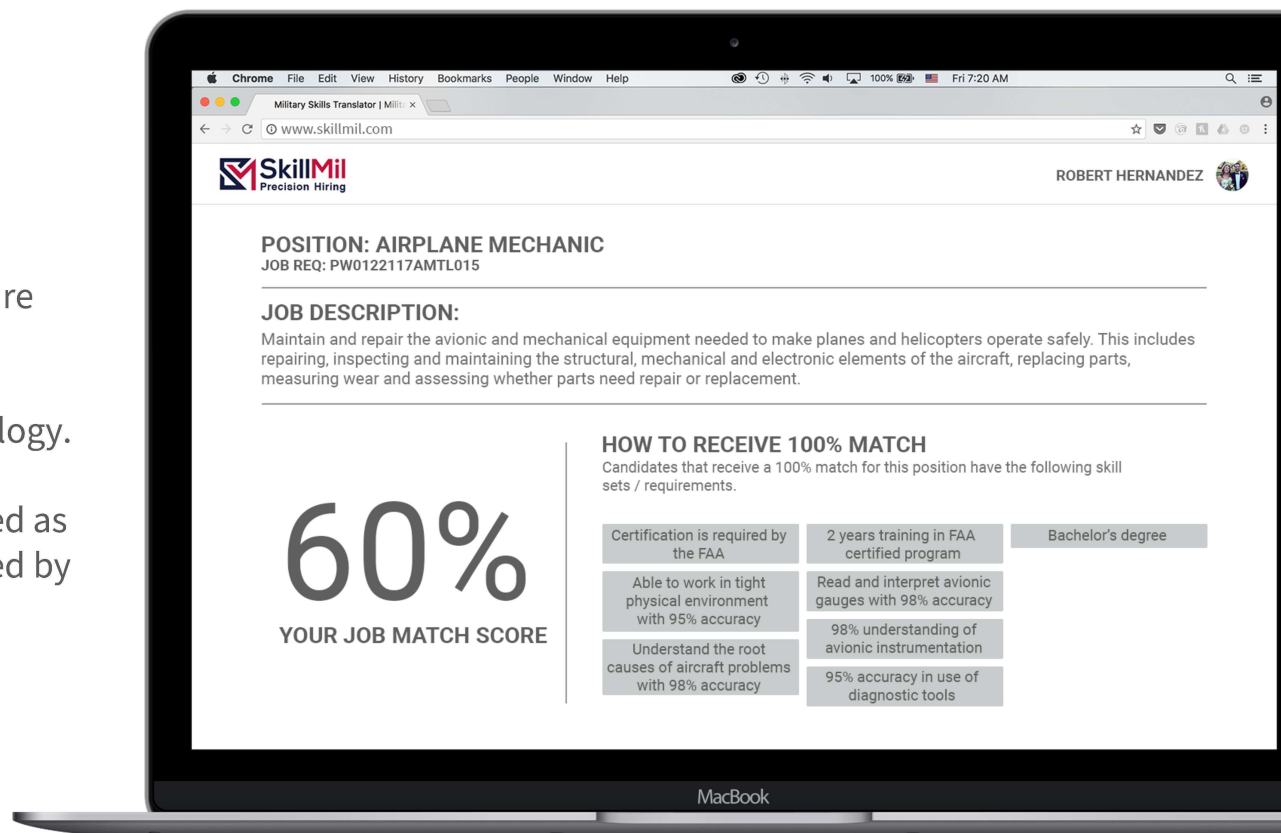 re
logy.
ed as
ed by
Chrome File Edit View History Bookmarks People Window Help 100% Fri 7:20 AM
Military Skills Translator | Milit
www.skillmil.com
SkillMil
Precision Hiring
ROBERT HERNANDEZ
POSITION: AIRPLANE MECHANIC
JOB REQ: PW0122117AMTL015
JOB DESCRIPTION:
Maintain and repair the avionic and mechanical equipment needed to make planes and helicopters operate safely. This includes
repairing, inspecting and maintaining the structural, mechanical and electronic elements of the aircraft, replacing parts,
measuring wear and assessing whether parts need repair or replacement.
60%
YOUR JOB MATCH SCORE
HOW TO RECEIVE 100% MATCH
Candidates that receive a 100% match for this position have the following skill
sets / requirements.
Certification is required by
the FAA
Able to work in tight
physical environment
with 95% accuracy
Understand the root
causes of aircraft problems
with 98% accuracy
2 years training in FAA
certified program
Read and interpret avionic
gauges with 98% accuracy
98% understanding of
avionic instrumentation
95% accuracy in use of
diagnostic tools
Bachelor's degree
MacBook